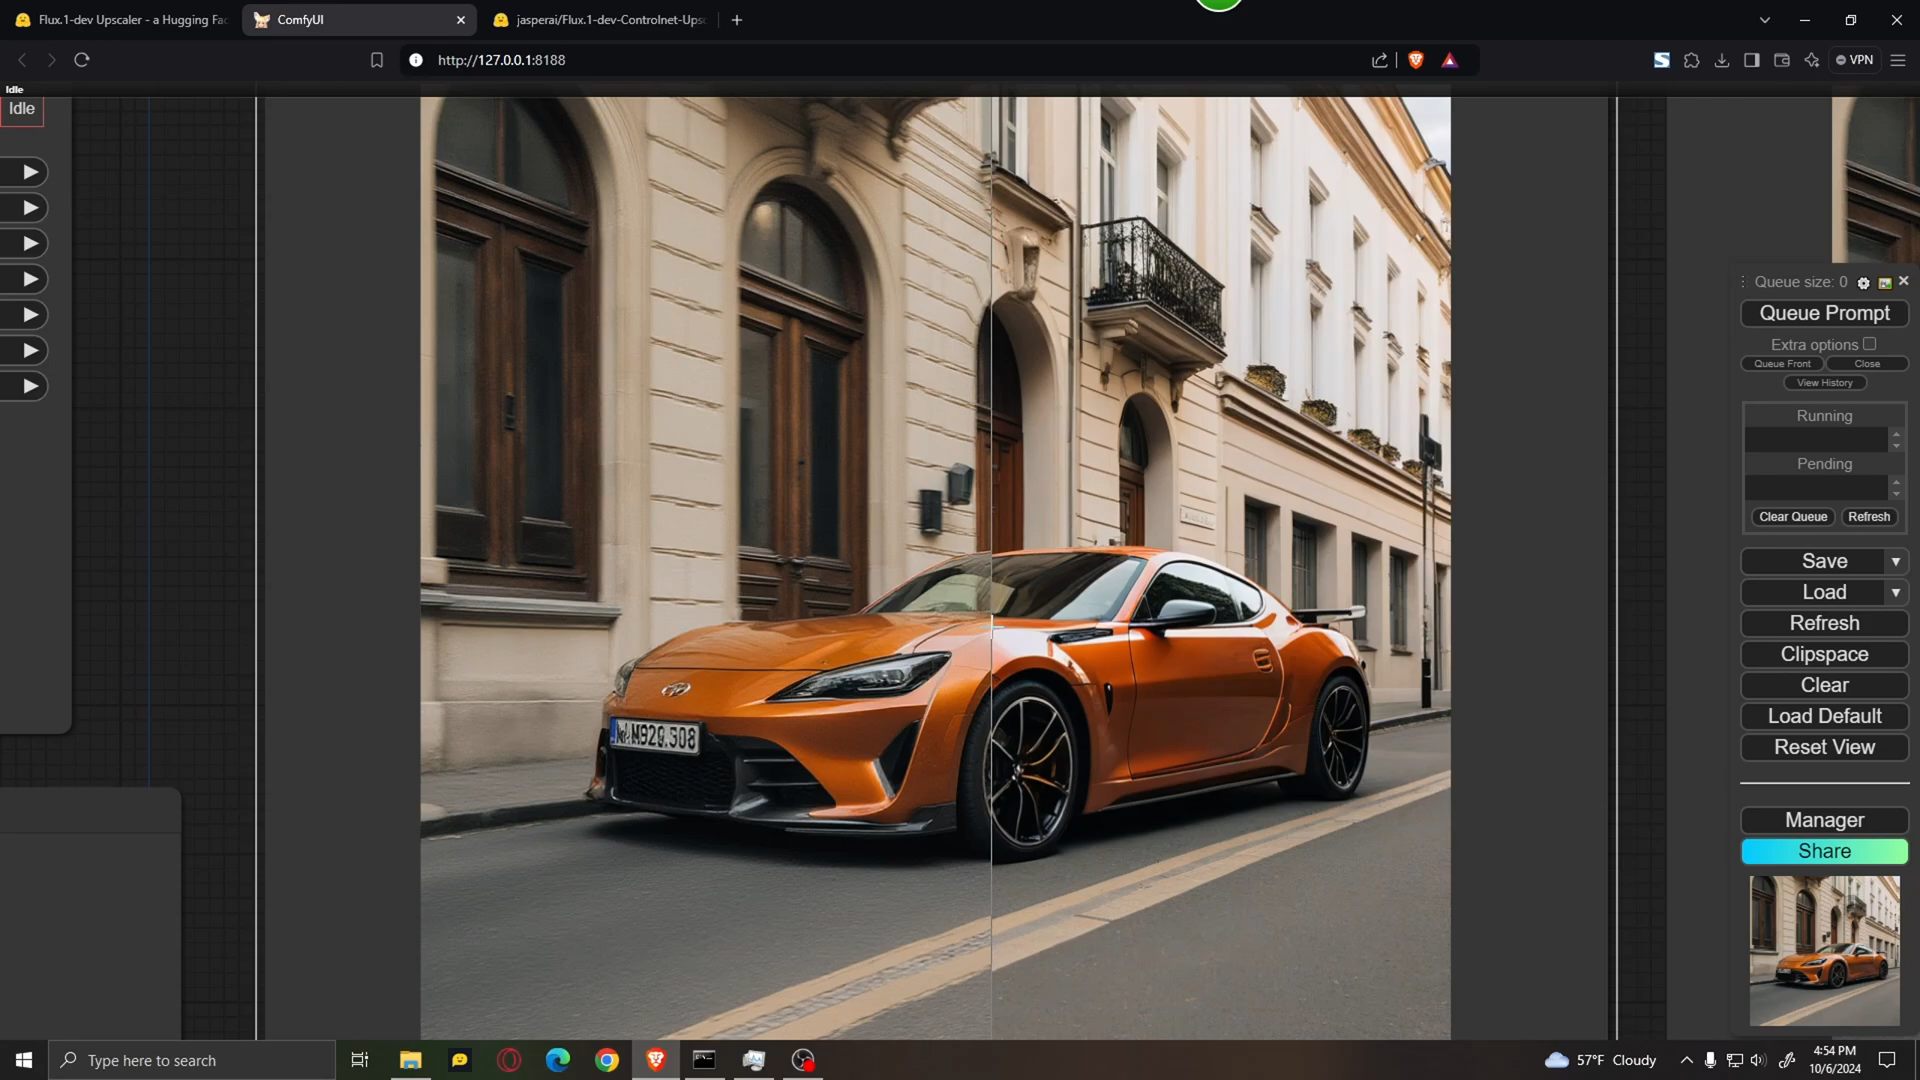 Flux.1-dev Upscaler - a Hugging Fac
ComfyUI
jasperai/Flux.1-dev-Controlnet-Upsc
http://127.0.0.1:8188
VPN
Idle
Idle
Queue size: 0
Queue Prompt
Extra options
Queue Front
Close
View History
Running
Pending
Clear Queue
Refresh
Save
Load
Refresh
Clipspace
Clear
Load Default
Reset View
Manager
Share
Type here to search
57°F Cloudy
4:54 PM
10/6/2024